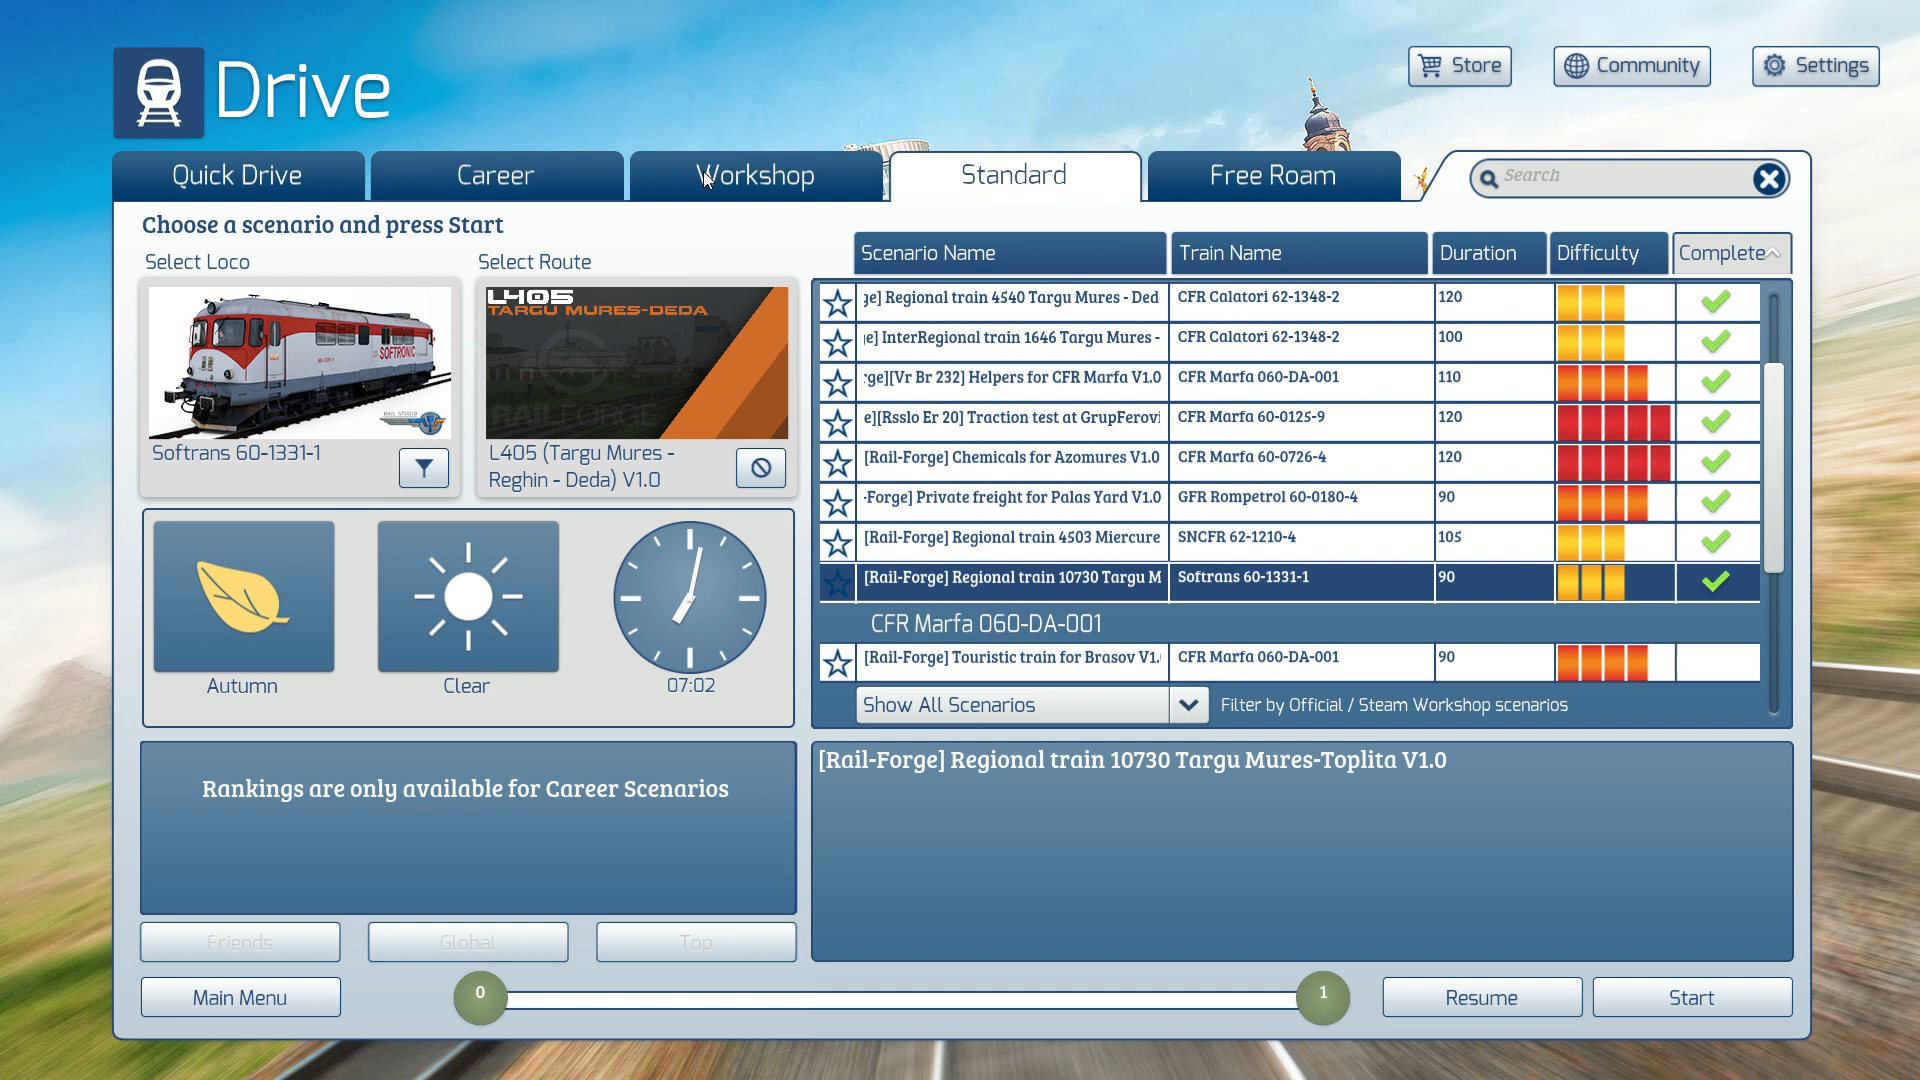 Drive
Store
Community
Settings
Quick Drive
Career
Workshop
Standard
Free Roam
Search
Choose a scenario and press Start
Select Loco
Select Route
SOFTRONIC
RAIL STUDIO
Softrans 60-1331-1
L405
TARGU MURES-DEDA
RAILFORGE
L405 (Targu Mures -
Reghin - Deda) V1.0
Autumn
Clear
07:02
Scenario Name
Train Name
Duration
Difficulty
Complete
ge] Regional train 4540 Targu Mures - Ded
CFR Calatori 62-1348-2
120
e] InterRegional train 1646 Targu Mures -
CFR Calatori 62-1348-2
100
rge][Vr Br 232] Helpers for CFR Marfa V1.0
CFR Marfa 060-DA-001
110
e][Rsslo Er 20] Traction test at GrupFerovi
CFR Marfa 60-0125-9
120
[Rail-Forge] Chemicals for Azomures V1.0
CFR Marfa 60-0726-4
120
-Forge] Private freight for Palas Yard V1.0
GFR Rompetrol 60-0180-4
90
[Rail-Forge] Regional train 4503 Miercure
SNCFR 62-1210-4
105
[Rail-Forge] Regional train 10730 Targu M
Softrans 60-1331-1
90
CFR Marfa 060-DA-001
[Rail-Forge] Touristic train for Brasov V1.
CFR Marfa 060-DA-001
90
Show All Scenarios
Filter by Official / Steam Workshop scenarios
Rankings are only available for Career Scenarios
[Rail-Forge] Regional train 10730 Targu Mures-Toplita V1.0
Friends
Global
Top
Main Menu
0
1
Resume
Start